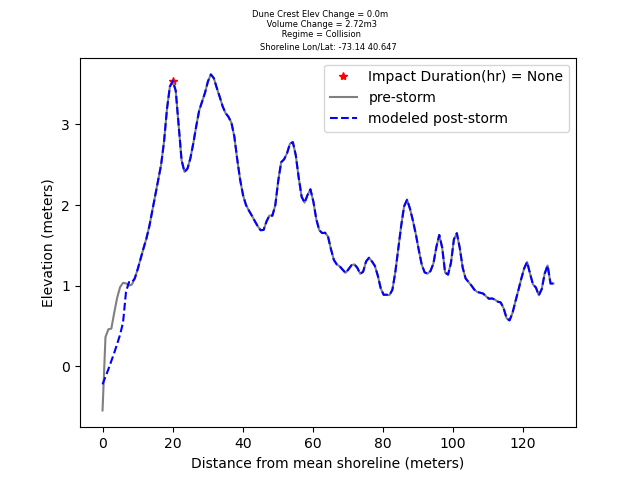 Dune Crest Elev Change = 0.0m
Volume Change = 2.72m3
Regime = Collision
Shoreline Lon/Lat: -73.14 40.647
Impact Duration(hr) = None
pre-storm
modeled post-storm
Elevation (meters)
3
2
1
0
0 20 40 60 80 100 120
Distance from mean shoreline (meters)